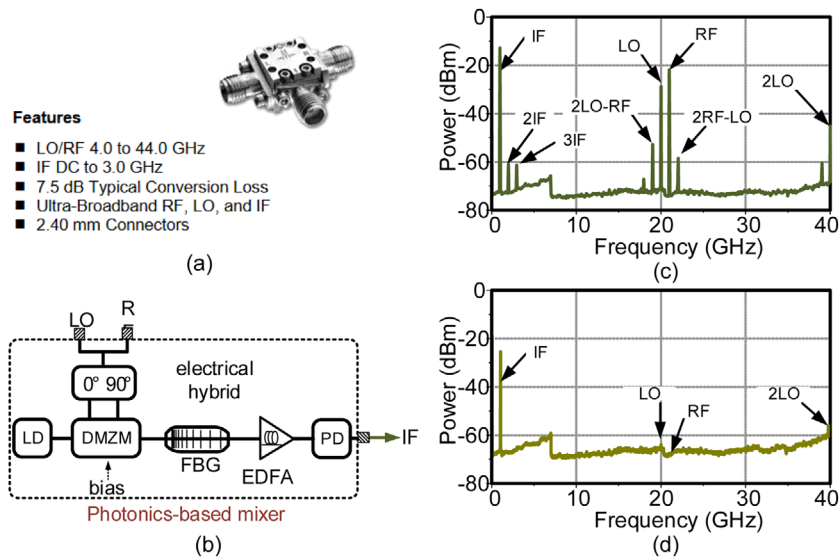 (a)
Features
■ LO/RF 4.0 to 44.0 GHz
■ IF DC to 3.0 GHz
■ 7.5 dB Typical Conversion Loss
■ Ultra-Broadband RF, LO, and IF
■ 2.40 mm Connectors
(a)
(c)
0
-20
-40
-60
-80
Power (dBm)
IF
LO
RF
2LO
2LO-RF
2RF-LO
2IF
3IF
0
10
20
30
40
Frequency (GHz)
(c)
LO
R
0° 90°
electrical
hybrid
LD
DMZM
FBG
EDFA
PD
IF
bias
Photonics-based mixer
(b)
0
-20
-40
-60
-80
Power (dBm)
IF
LO
RF
2LO
0
10
20
30
40
Frequency (GHz)
(d)